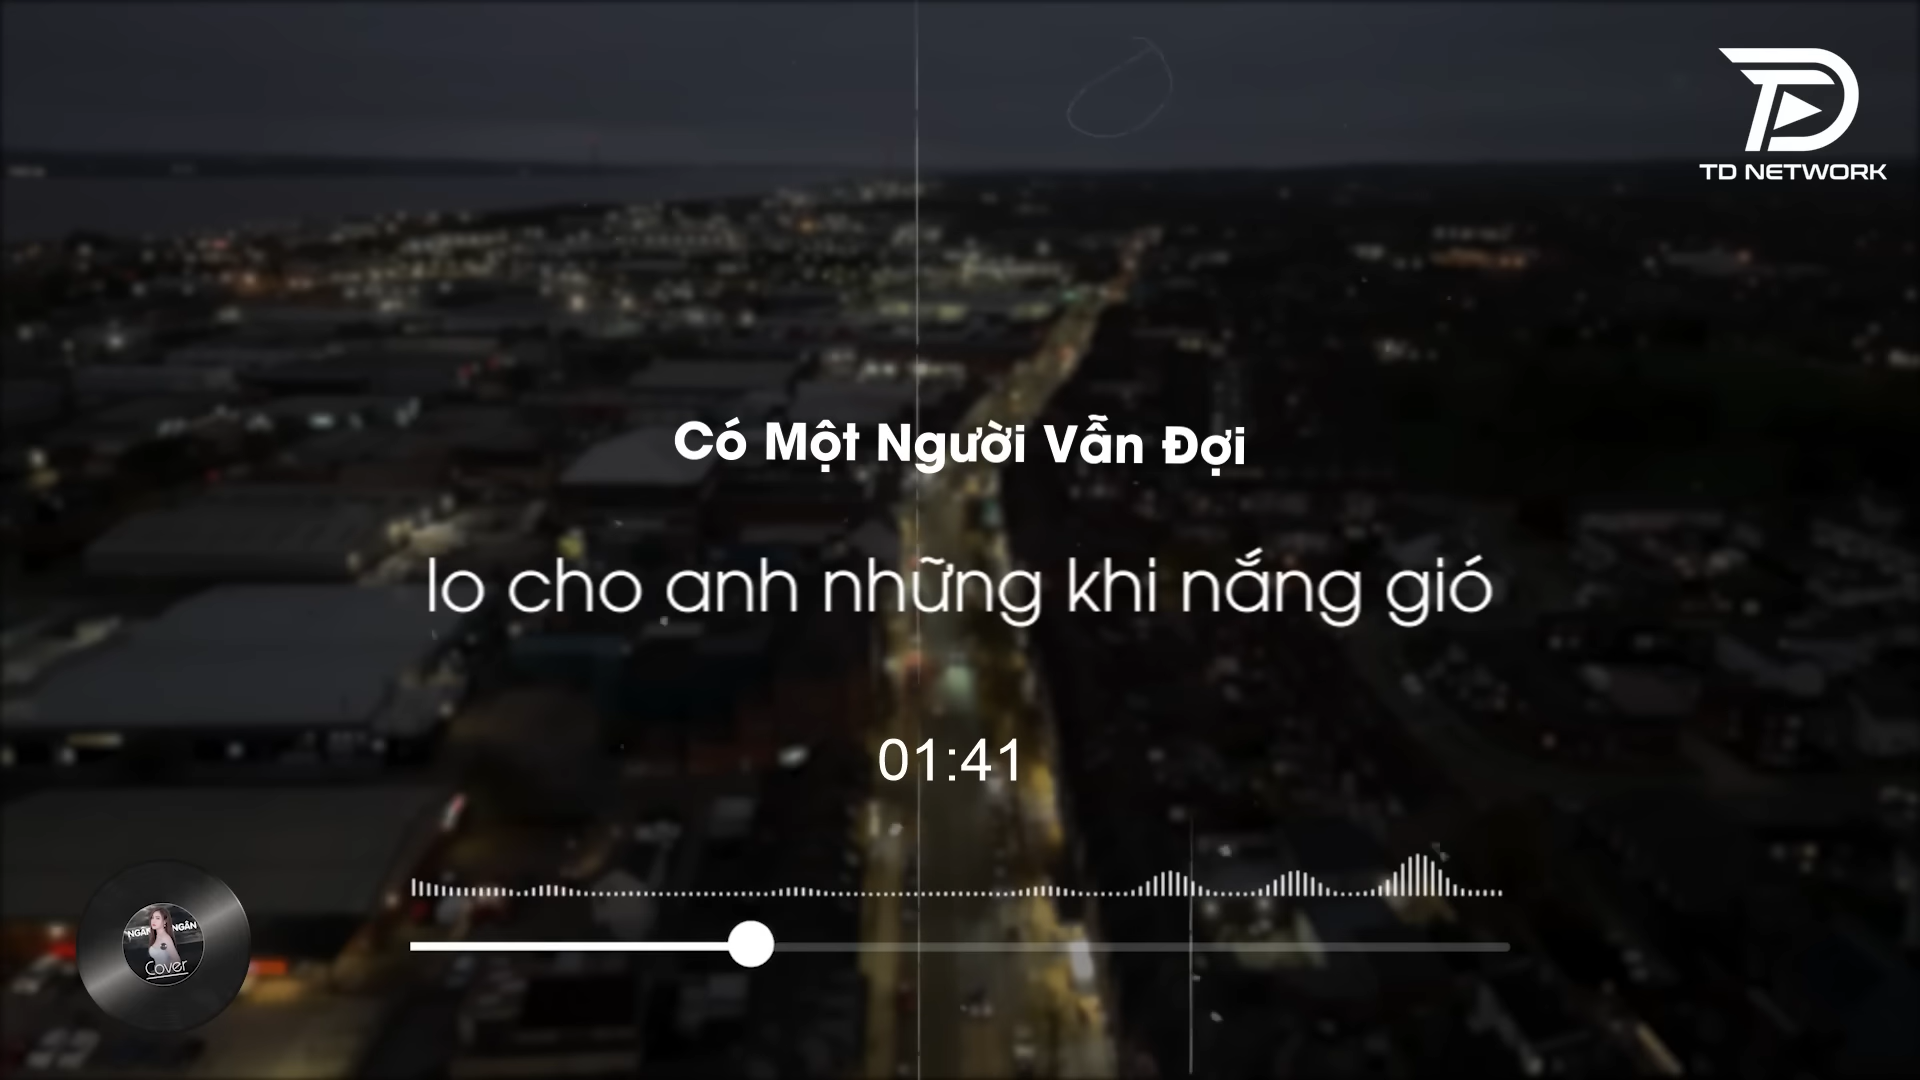 TD NETWORK
Có Một Người Vẫn Đợi
lo cho anh những khi nắng gió
01:41
NGÂN NGÂN
Cover